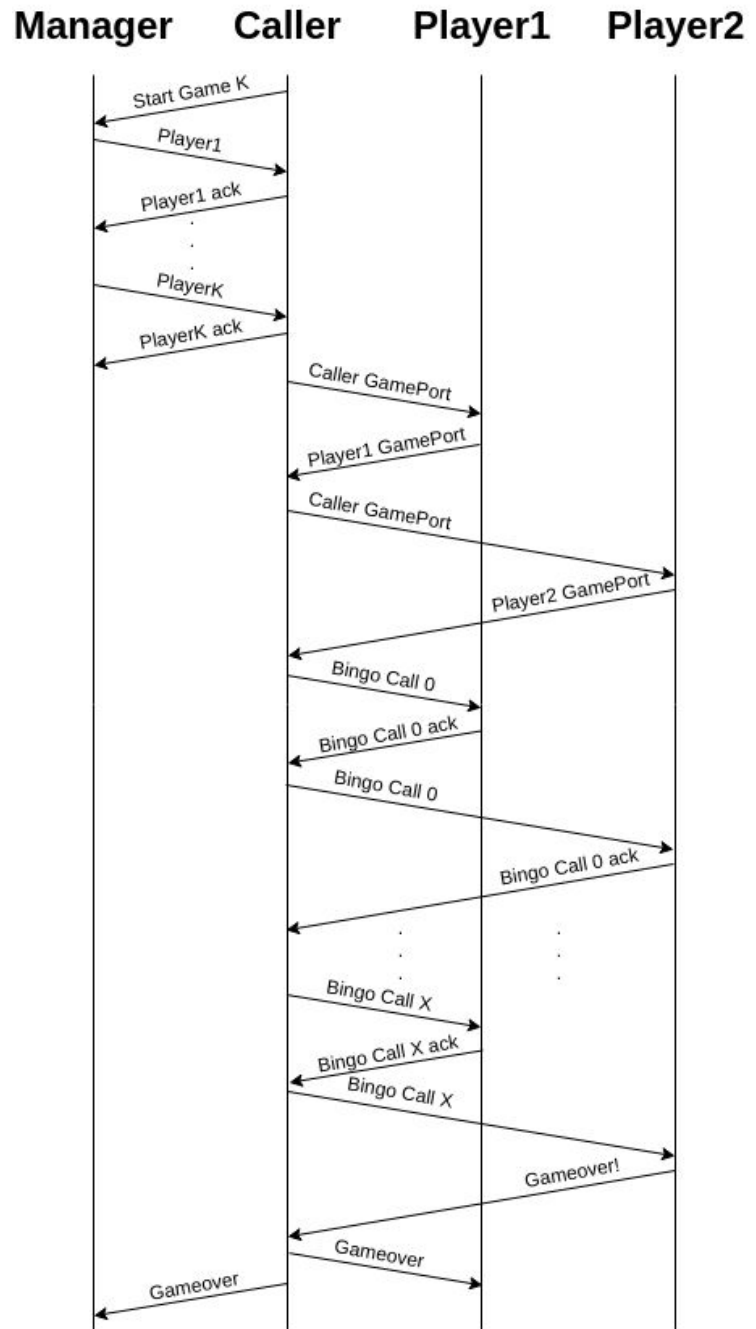 Manager Caller Player1 Player2
Start Game K
Player1
Player1 ack
.
.
.
PlayerK
PlayerK ack
Caller GamePort
Player1 GamePort
Caller GamePort
Player2 GamePort
Bingo Call 0
Bingo Call 0 ack
Bingo Call 0
Bingo Call 0 ack
. .
. .
. .
Bingo Call X
Bingo Call X ack
Bingo Call X
Gameover!
Gameover
Gameover